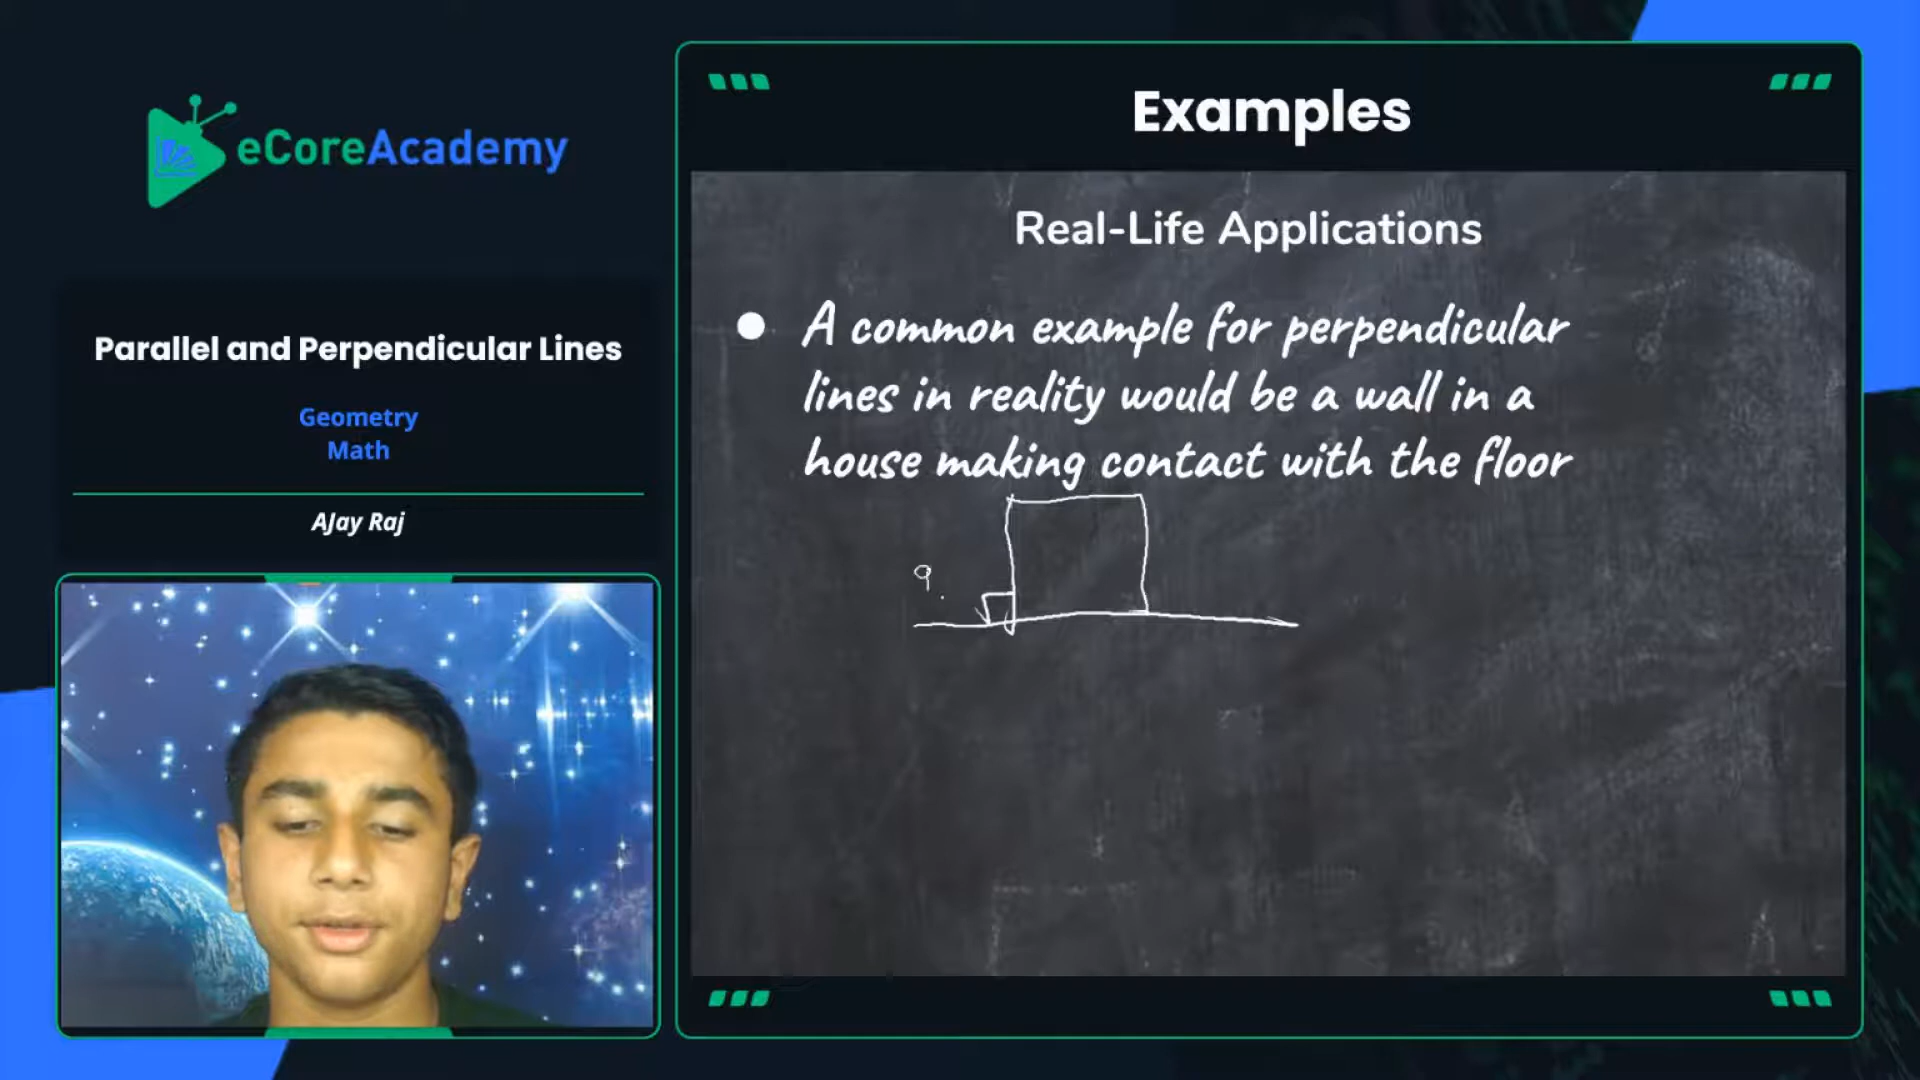 eCoreAcademy
Parallel and Perpendicular Lines
Geometry
Math
AJay Raj
Examples
Real-Life Applications
A common example for perpendicular
lines in reality would be a wall in a
house making contact with the floor
9